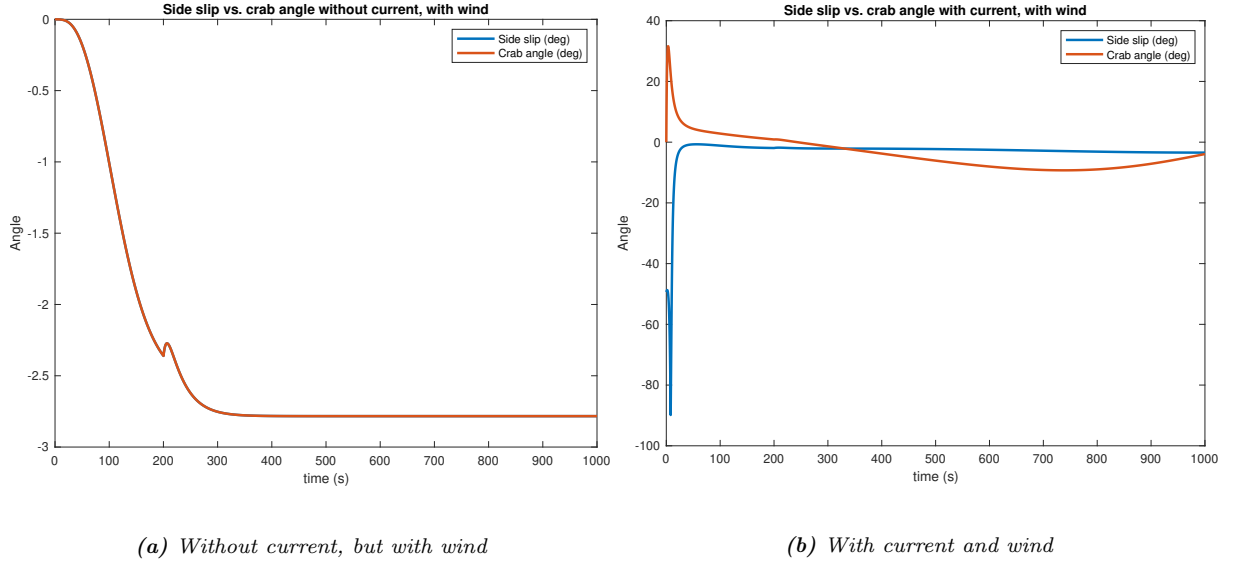 Side slip vs. crab angle without current, with wind
Side slip (deg)
Crab angle (deg)
0
-0.5
-1
-1.5
-2
-2.5
-3
Angle
0 100 200 300 400 500 600 700 800 900 1000
time (s)
(a) Without current, but with wind
Side slip vs. crab angle with current, with wind
Side slip (deg)
Crab angle (deg)
40
20
0
-20
-40
-60
-80
-100
Angle
0 100 200 300 400 500 600 700 800 900 1000
time (s)
(b) With current and wind